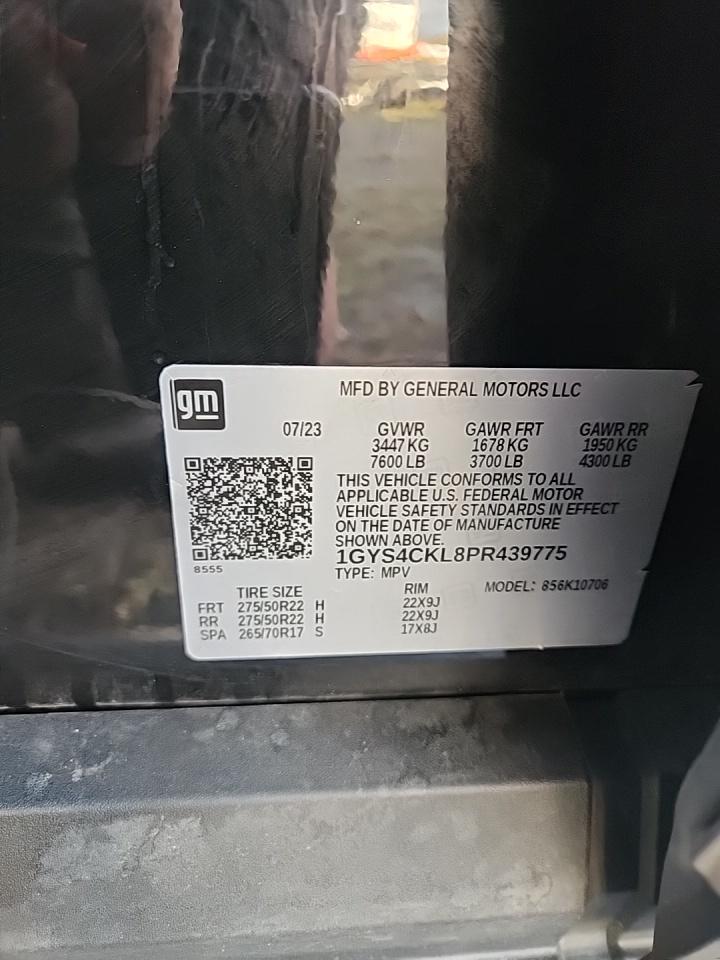 gm
MFD BY GENERAL MOTORS LLC
07/23 GVWR GAWR FRT GAWR RR
3447 KG 1678 KG 1950 KG
7600 LB 3700 LB 4300 LB
THIS VEHICLE CONFORMS TO ALL
APPLICABLE U.S. FEDERAL MOTOR
VEHICLE SAFETY STANDARDS IN EFFECT
ON THE DATE OF MANUFACTURE
SHOWN ABOVE.
1GYS4CKL8PR439775
8555
TYPE: MPV
TIRE SIZE RIM MODEL: 856K10706
FRT 275/50R22 H 22X9J
RR 275/50R22 H 22X9J
SPA 265/70R17 S 17X8J